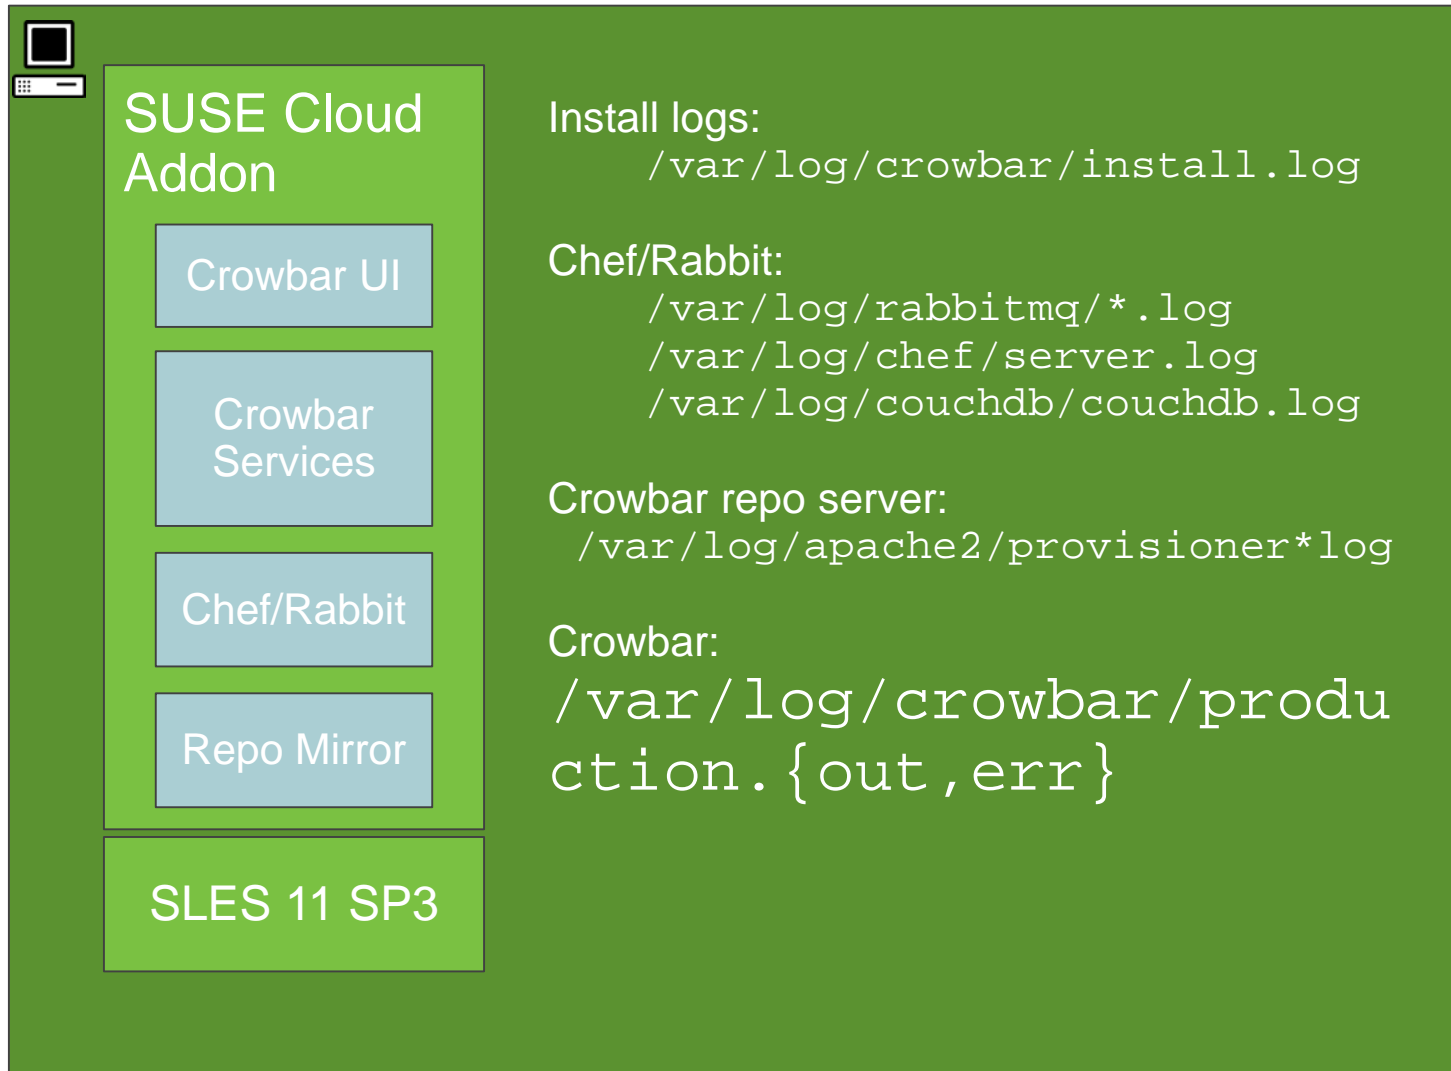 SUSE Cloud
Addon
Crowbar UI
Crowbar
Services
Chef/Rabbit
Repo Mirror
SLES 11 SP3
Install logs:
/var/log/crowbar/install.log
Chef/Rabbit:
/var/log/rabbitmq/*.log
/var/log/chef/server.log
/var/log/couchdb/couchdb.log
Crowbar repo server:
/var/log/apache2/provisioner*log
Crowbar:
/var/log/crowbar/produ
ction.{out,err}